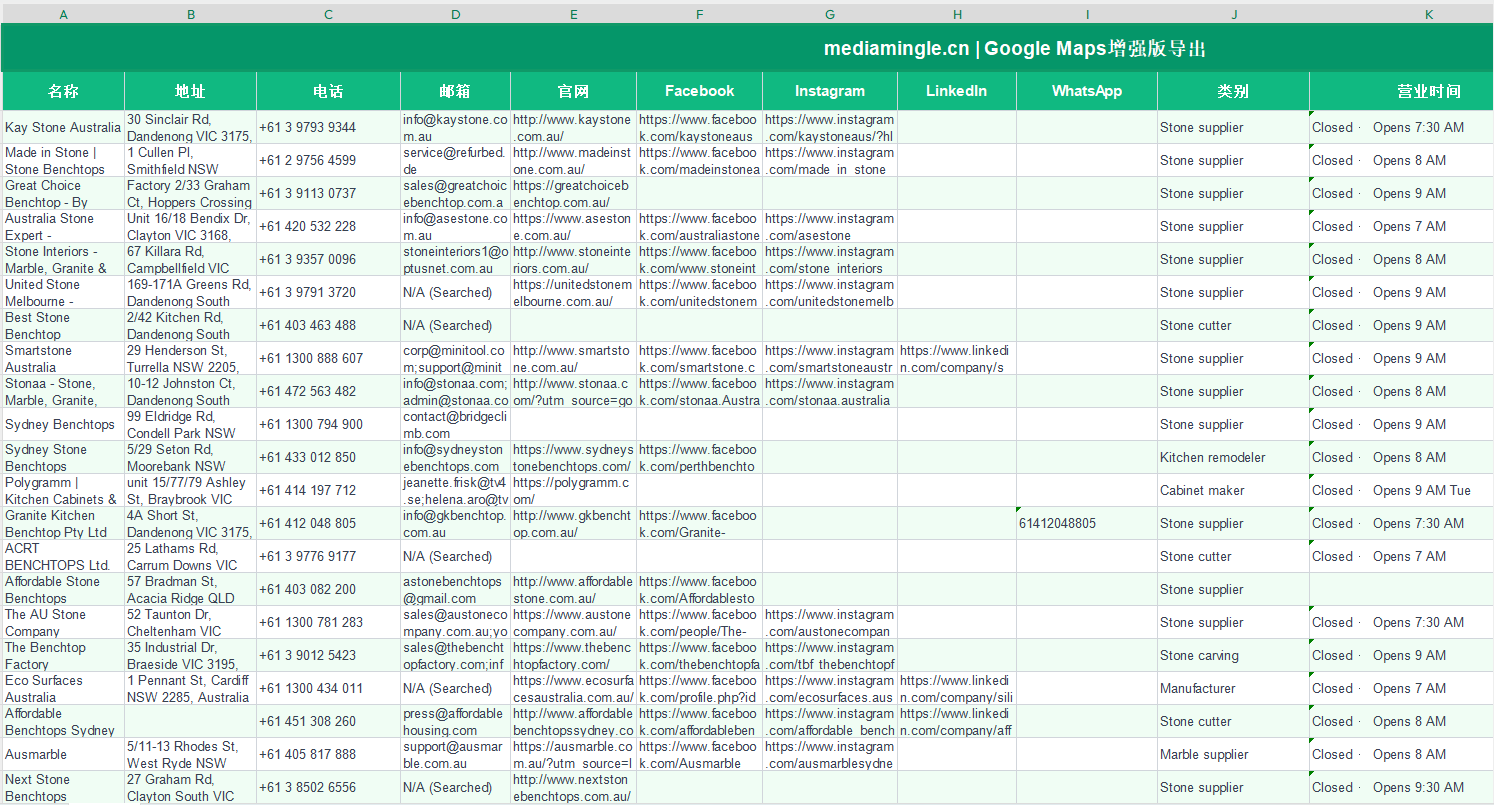 A B C D E F G H I J K
mediamingle.cn | Google Maps增强版导出
名称 地址 电话 邮箱 官网 Facebook Instagram LinkedIn WhatsApp 类别 营业时间
Kay Stone Australia 30 Sinclair Rd, Dandenong VIC 3175, +61 3 9793 9344 info@kaystone.com.au http://www.kaystone.com.au/ https://www.facebook.com/kaystoneaus https://www.instagram.com/kaystoneaus/?hl Stone supplier Closed · Opens 7:30 AM
Made in Stone | Stone Benchtops 1 Cullen Pl, Smithfield NSW +61 2 9756 4599 service@refurbed.de http://www.madeinstone.com.au/ https://www.facebook.com/madeinstonea https://www.instagram.com/made_in_stone Stone supplier Closed · Opens 8 AM
Great Choice Benchtop - By Factory 2/33 Graham Ct, Hoppers Crossing +61 3 9113 0737 sales@greatchoicebenchtop.com.a https://greatchoicebenchtop.com.au/ Stone supplier Closed · Opens 9 AM
Australia Stone Expert - Unit 16/18 Bendix Dr, Clayton VIC 3168, +61 420 532 228 info@asestone.com.au https://www.asestone.com.au/ https://www.facebook.com/australiastone https://www.instagram.com/asestone Stone supplier Closed · Opens 7 AM
Stone Interiors - Marble, Granite & 67 Killara Rd, Campbellfield VIC +61 3 9357 0096 stoneinteriors1@optusnet.com.au http://www.stoneinteriors.com.au/ https://www.facebook.com/www.stoneint https://www.instagram.com/stone_interiors Stone supplier Closed · Opens 8 AM
United Stone Melbourne - 169-171A Greens Rd, Dandenong South +61 3 9791 3720 N/A (Searched) https://unitedstonemelbourne.com.au/ https://www.facebook.com/unitedstonem https://www.instagram.com/unitedstonemelb Stone supplier Closed · Opens 9 AM
Best Stone Benchtop 2/42 Kitchen Rd, Dandenong South +61 403 463 488 N/A (Searched) Stone cutter Closed · Opens 9 AM
Smartstone Australia 29 Henderson St, Turrella NSW 2205, +61 1300 888 607 corp@minitool.com;support@minit http://www.smartstone.com.au/ https://www.facebook.com/smartstone.c https://www.instagram.com/smartstoneaustr https://www.linkedin.com/company/s Stone supplier Closed · Opens 9 AM
Stonaa - Stone, Marble, Granite, 10-12 Johnston Ct, Dandenong South +61 472 563 482 info@stonaa.com;admin@stonaa.co http://www.stonaa.com/?utm_source=go https://www.facebook.com/stonaa.Austra https://www.instagram.com/stonaa.australia Stone supplier Closed · Opens 8 AM
Sydney Benchtops 99 Eldridge Rd, Condell Park NSW +61 1300 794 900 contact@bridgeclimb.com Stone supplier Closed · Opens 9 AM
Sydney Stone Benchtops 5/29 Seton Rd, Moorebank NSW +61 433 012 850 info@sydneystonebenchtops.com https://www.sydneystonebenchtops.com/ https://www.facebook.com/perthbenchto Kitchen remodeler Closed · Opens 8 AM
Polygramm | Kitchen Cabinets & unit 15/77/79 Ashley St, Braybrook VIC +61 414 197 712 jeanette.frisk@tv4.se;helena.aro@tv https://polygramm.com/ Cabinet maker Closed · Opens 9 AM Tue
Granite Kitchen Benchtop Pty Ltd 4A Short St, Dandenong VIC 3175, +61 412 048 805 info@gkbenchtop.com.au http://www.gkbenchtop.com.au/ https://www.facebook.com/Granite- 61412048805 Stone supplier Closed · Opens 7:30 AM
ACRT BENCHTOPS Ltd. 25 Lathams Rd, Carrum Downs VIC +61 3 9776 9177 N/A (Searched) Stone cutter Closed · Opens 7 AM
Affordable Stone Benchtops 57 Bradman St, Acacia Ridge QLD +61 403 082 200 astonebenchtops@gmail.com http://www.affordablestone.com.au/ https://www.facebook.com/Affordablesto Stone supplier
The AU Stone Company 52 Taunton Dr, Cheltenham VIC +61 1300 781 283 sales@austonecompany.com.au;yo https://www.austonecompany.com.au/ https://www.facebook.com/people/The- https://www.instagram.com/austonecompan Stone supplier Closed · Opens 7:30 AM
The Benchtop Factory 35 Industrial Dr, Braeside VIC 3195, +61 3 9012 5423 sales@thebenchtopfactory.com;inf https://www.thebenchtopfactory.com/ https://www.facebook.com/thebenchtopfa https://www.instagram.com/tbf_thebenchtopf Stone carving Closed · Opens 9 AM
Eco Surfaces Australia 1 Pennant St, Cardiff NSW 2285, Australia +61 1300 434 011 N/A (Searched) https://www.ecosurfacesaustralia.com.au/ https://www.facebook.com/profile.php?id https://www.instagram.com/ecosurfaces.aus https://www.linkedin.com/company/sili Manufacturer Closed · Opens 7 AM
Affordable Benchtops Sydney +61 451 308 260 press@affordablehousing.com http://www.affordablebenchtopssydney.co https://www.facebook.com/affordableben https://www.instagram.com/affordable_bench https://www.linkedin.com/company/aff Stone cutter Closed · Opens 8 AM
Ausmarble 5/11-13 Rhodes St, West Ryde NSW +61 405 817 888 support@ausmarble.com.au https://ausmarble.com.au/?utm_source=l https://www.facebook.com/Ausmarble https://www.instagram.com/ausmarblesydne Marble supplier Closed · Opens 8 AM
Next Stone Benchtops 27 Graham Rd, Clayton South VIC +61 3 8502 6556 N/A (Searched) http://www.nextstonebenchtops.com.au/ Stone supplier Closed · Opens 9:30 AM